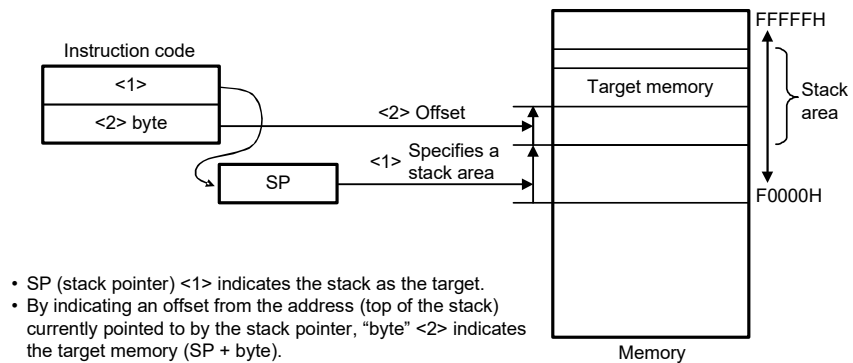 FFFFFH
Instruction code
<1>
Target memory
Stack
area
<2> byte
<2> Offset
<1>
Specifies a
stack area
SP
F0000H
• SP (stack pointer) <1> indicates the stack as the target.
• By indicating an offset from the address (top of the stack)
currently pointed to by the stack pointer, “byte” <2> indicates
the target memory (SP + byte).
Memory